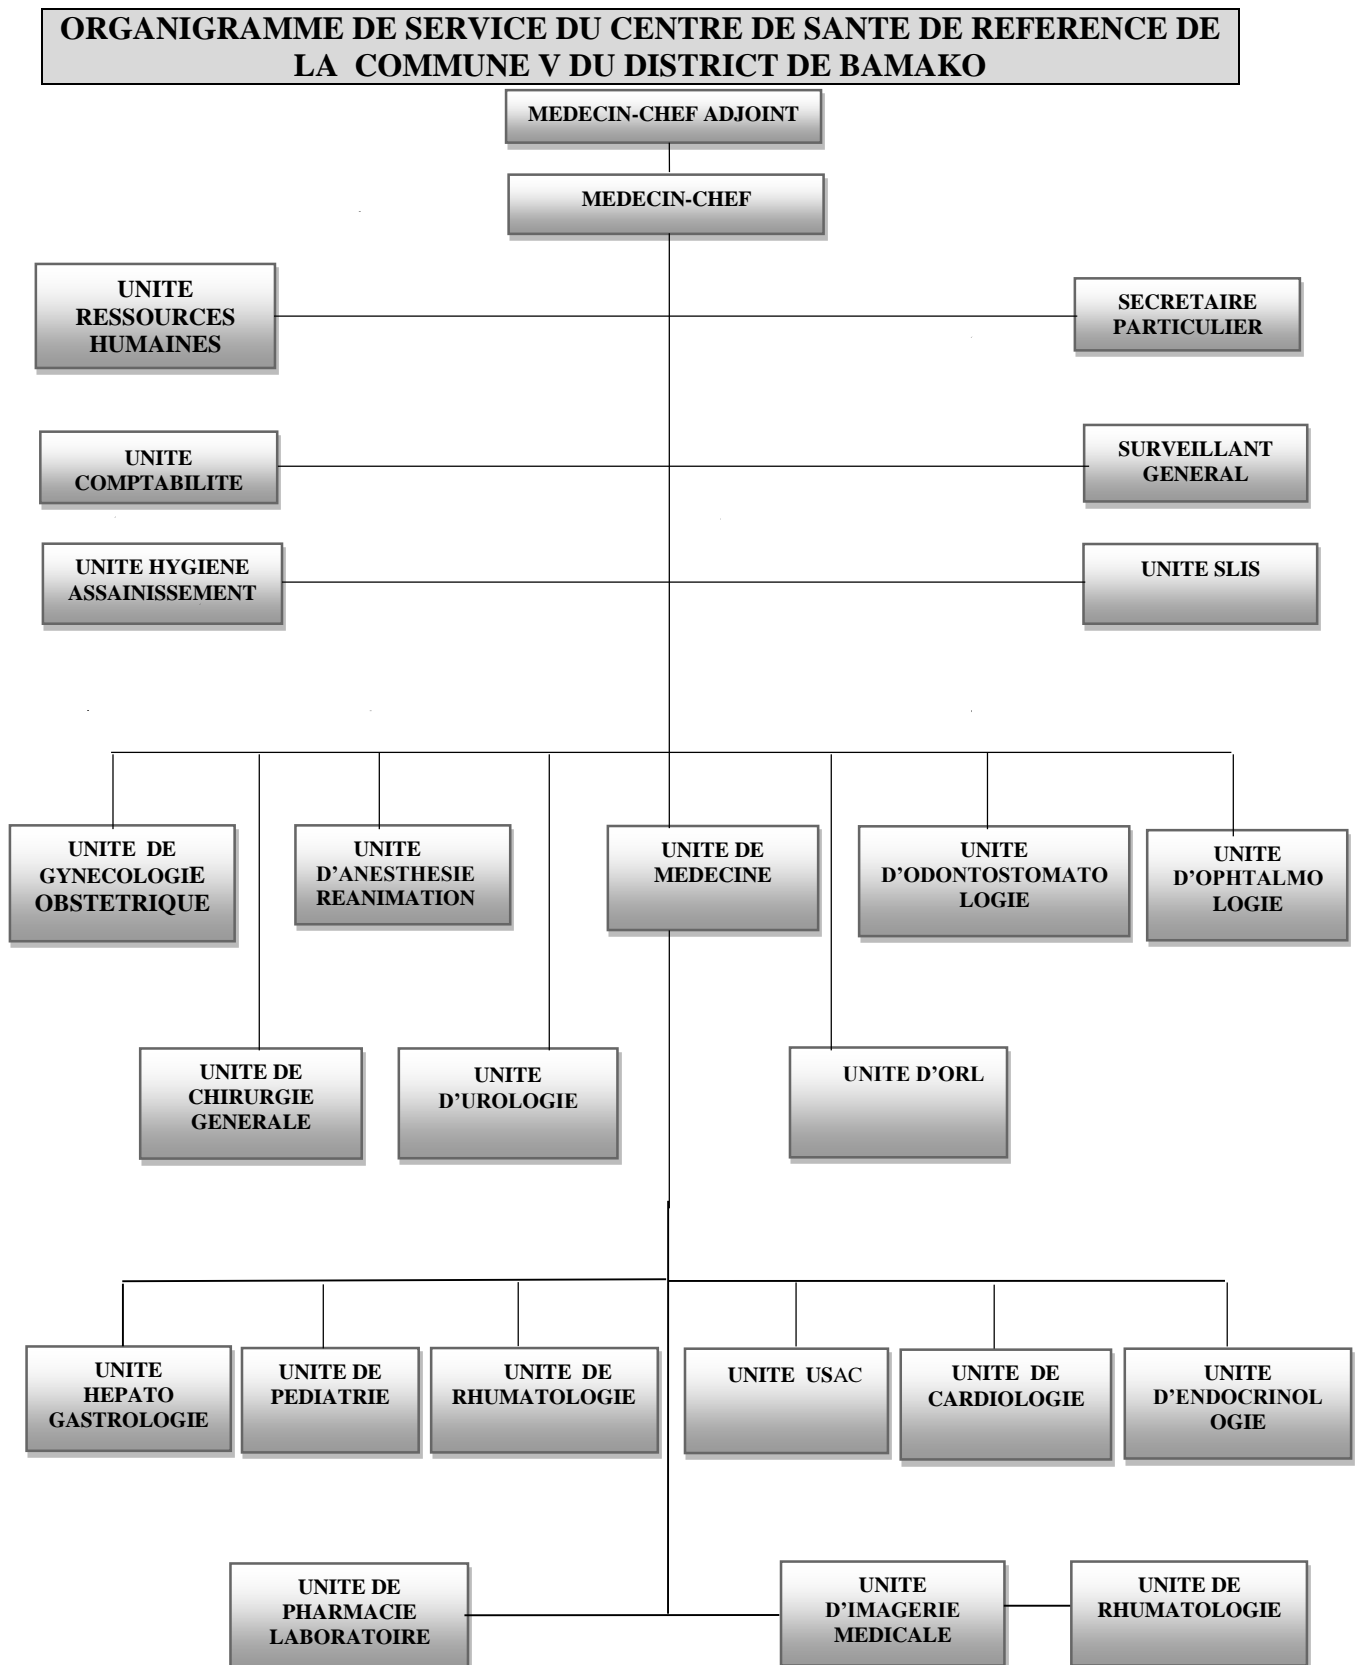 ORGANIGRAMME DE SERVICE DU CENTRE DE SANTE DE REFERENCE DE
LA COMMUNE V DU DISTRICT DE BAMAKO
MEDECIN-CHEF ADJOINT
MEDECIN-CHEF
UNITE
RESSOURCES
HUMAINES
SECRETAIRE
PARTICULIER
UNITE
COMPTABILITE
SURVEILLANT
GENERAL
UNITE HYGIENE
ASSAINISSEMENT
UNITE SLIS
UNITE DE
GYNECOLOGIE
OBSTETRIQUE
UNITE
D'ANESTHESIE
REANIMATION
UNITE DE
MEDECINE
UNITE
D'ODONTOSTOMATO
LOGIE
UNITE
D'OPHTALMO
LOGIE
UNITE DE
CHIRURGIE
GENERALE
UNITE
D'UROLOGIE
UNITE D'ORL
UNITE
HEPATO
GASTROLOGIE
UNITE DE
PEDIATRIE
UNITE DE
RHUMATOLOGIE
UNITE USAC
UNITE DE
CARDIOLOGIE
UNITE
D'ENDOCRINOL
OGIE
UNITE DE
PHARMACIE
LABORATOIRE
UNITE
D'IMAGERIE
MEDICALE
UNITE DE
RHUMATOLOGIE